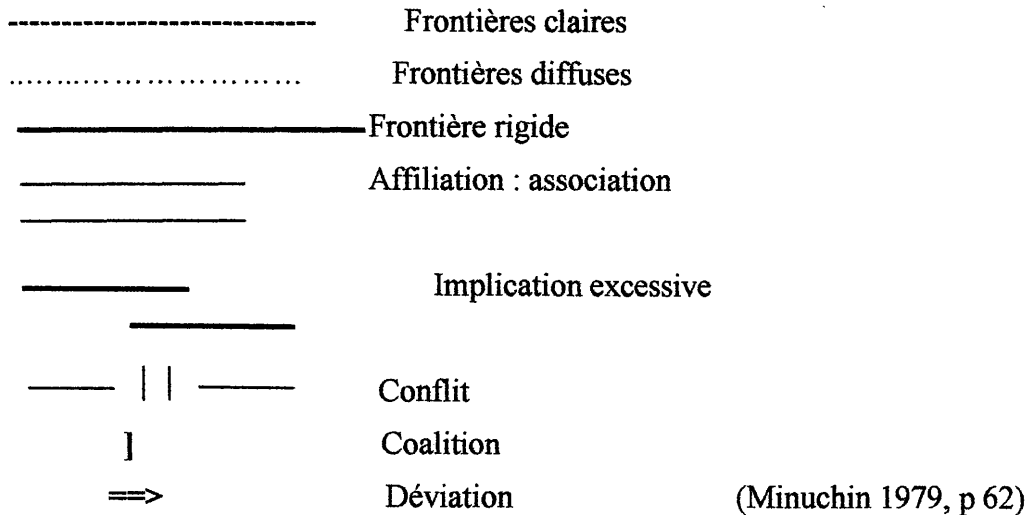 Frontières claires
Frontières diffuses
Frontière rigide
Affiliation : association
Implication excessive
Conflit
] Coalition
==> Déviation (Minuchin 1979, p 62)